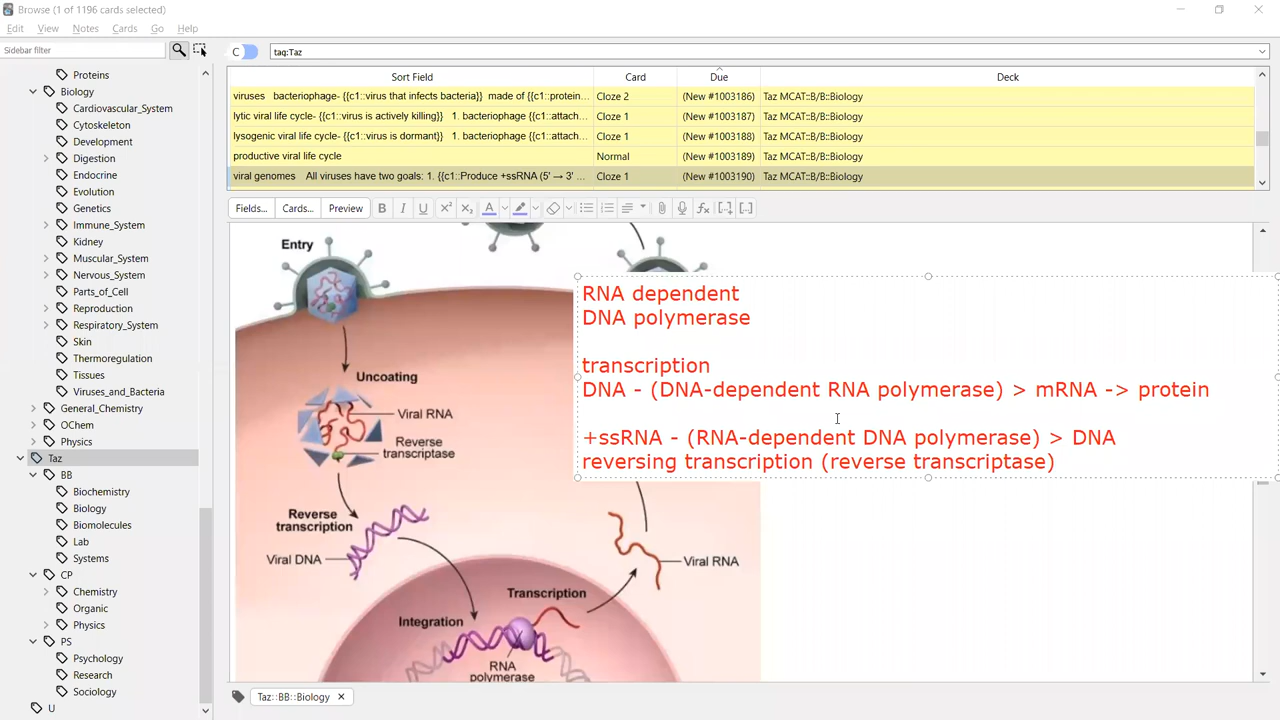 Browse (1 of 1196 cards selected)
Edit View Notes Cards Go Help
Sidebar filter
C
tag:Taz
Proteins
Biology
Cardiovascular_System
Cytoskeleton
Development
Digestion
Endocrine
Evolution
Genetics
Immune_System
Kidney
Muscular_System
Nervous_System
Parts_of_Cell
Reproduction
Respiratory_System
Skin
Thermoregulation
Tissues
Viruses_and_Bacteria
General_Chemistry
OChem
Physics
Taz
BB
Biochemistry
Biology
Biomolecules
Lab
Systems
CP
Chemistry
Organic
Physics
PS
Psychology
Research
Sociology
U
Sort Field Card Due Deck
viruses bacteriophage- {{c1::virus that infects bacteria}} made of {{c1::protein... Cloze 2 (New #1003186) Taz MCAT::B/B::Biology
lytic viral life cycle- {{c1::virus is actively killing}} 1. bacteriophage {{c1::attach... Cloze 1 (New #1003187) Taz MCAT::B/B::Biology
lysogenic viral life cycle- {{c1::virus is dormant}} 1. bacteriophage {{c1::attach... Cloze 1 (New #1003188) Taz MCAT::B/B::Biology
productive viral life cycle Normal (New #1003189) Taz MCAT::B/B::Biology
viral genomes All viruses have two goals: 1. {{c1::Produce +ssRNA (5' → 3' ... Cloze 1 (New #1003190) Taz MCAT::B/B::Biology
Fields... Cards... Preview B I U X² X₂ A
Entry
Uncoating
Viral RNA
Reverse
transcriptase
Reverse
transcription
Viral DNA
Integration
Transcription
RNA
polymerase
Viral RNA
RNA dependent
DNA polymerase
transcription
DNA - (DNA-dependent RNA polymerase) > mRNA -> protein
+ssRNA - (RNA-dependent DNA polymerase) > DNA
reversing transcription (reverse transcriptase)
Taz::BB::Biology ×